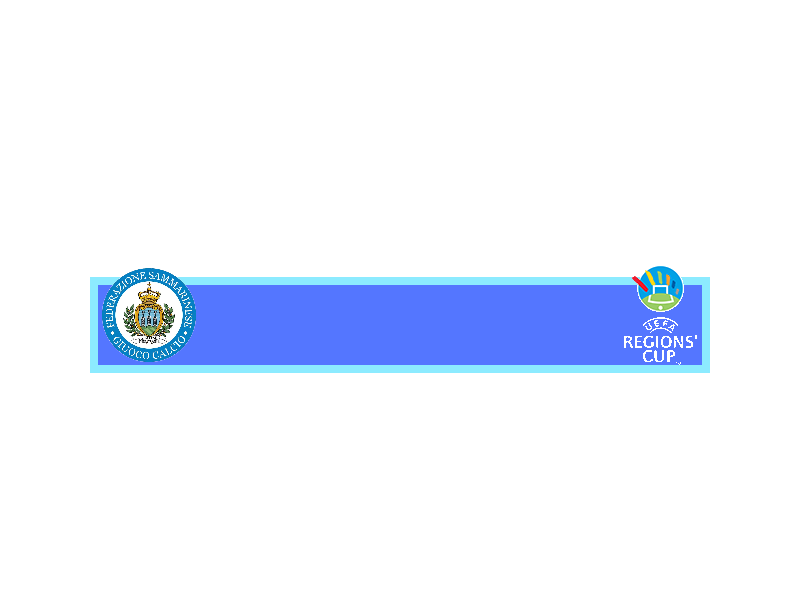 FEDERAZIONE SAMMARINESE
GIUOCO CALCIO
UEFA
REGIONS'
CUP